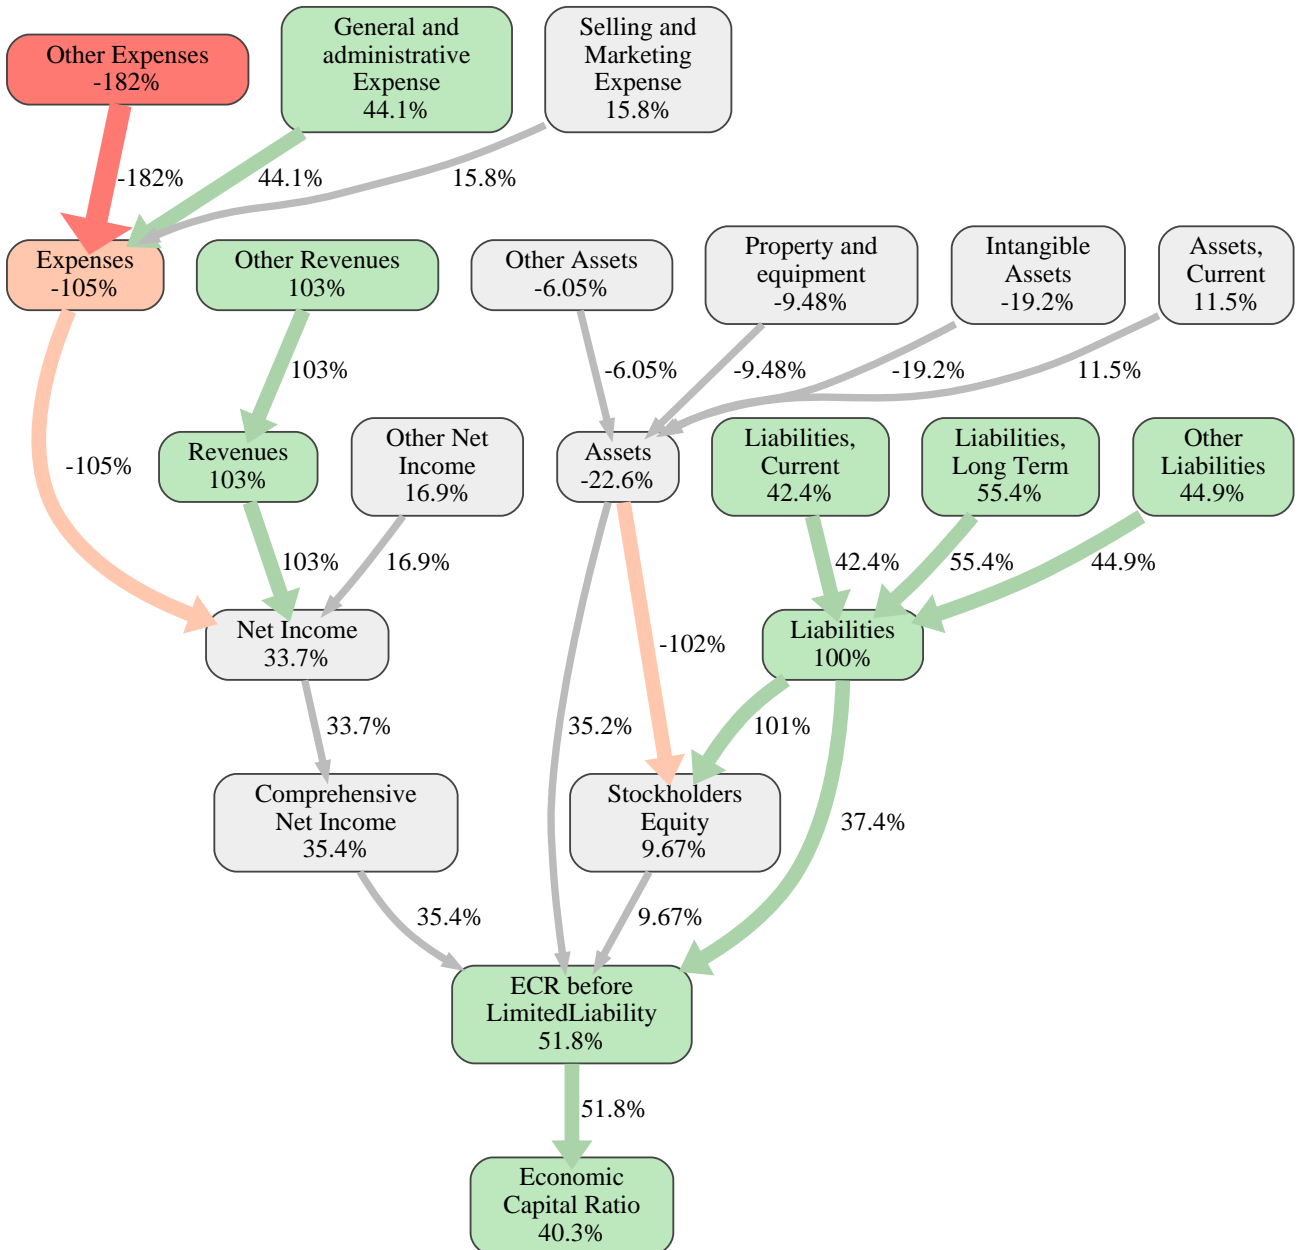 Other Expenses
-182%
General and
administrative
Expense
44.1%
Selling and
Marketing
Expense
15.8%
-182%
44.1%
15.8%
Expenses
-105%
Other Revenues
103%
Other Assets
-6.05%
Property and
equipment
-9.48%
Intangible
Assets
-19.2%
Assets,
Current
11.5%
103%
-6.05%
-9.48%
-19.2%
11.5%
-105%
Revenues
103%
Other Net
Income
16.9%
Assets
-22.6%
Liabilities,
Current
42.4%
Liabilities,
Long Term
55.4%
Other
Liabilities
44.9%
103%
16.9%
42.4%
55.4%
44.9%
Net Income
33.7%
-102%
Liabilities
100%
33.7%
35.2%
101%
Comprehensive
Net Income
35.4%
Stockholders
Equity
9.67%
37.4%
35.4%
9.67%
ECR before
LimitedLiability
51.8%
51.8%
Economic
Capital Ratio
40.3%